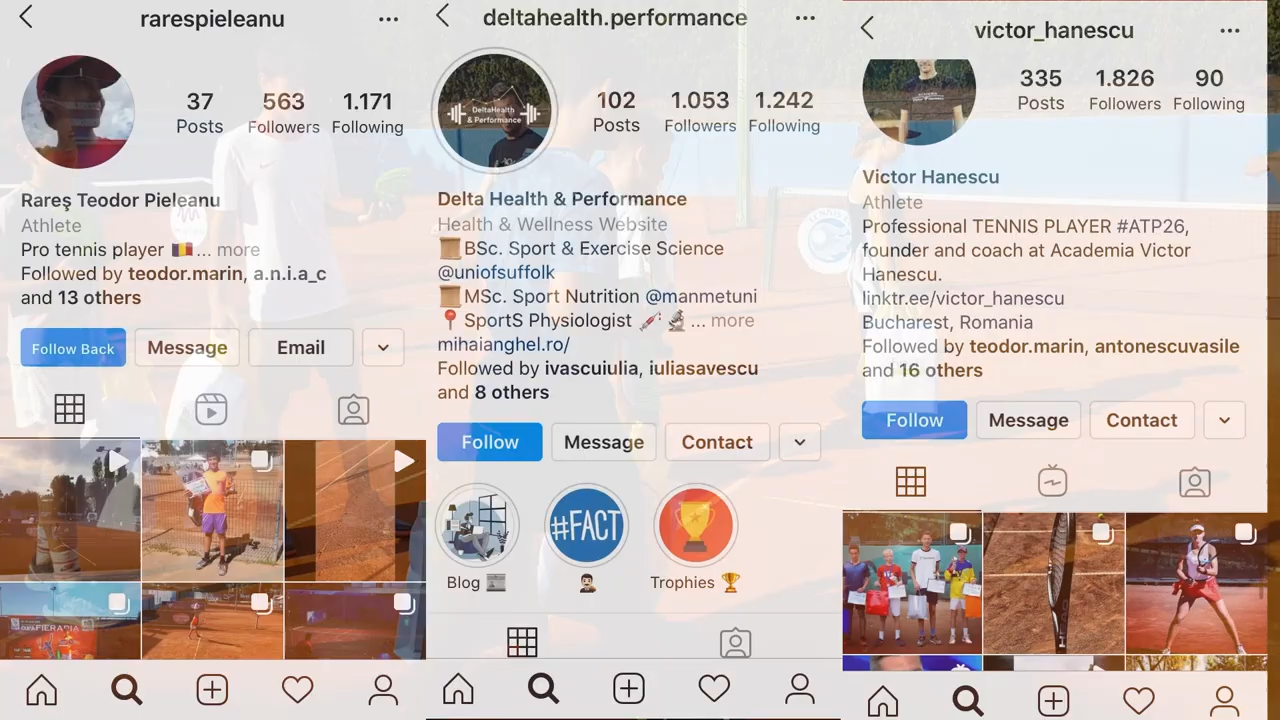 rarespieleanu
37 563 1.171
Posts Followers Following
Rareş Teodor Pieleanu
Athlete
Pro tennis player 🇷🇴... more
Followed by teodor.marin, a.n.i.a_c
and 13 others
Follow Back Message Email
deltahealth.performance
DeltaHealth
& Performance
102 1.053 1.242
Posts Followers Following
Delta Health & Performance
Health & Wellness Website
📜BSc. Sport & Exercise Science
@uniofsuffolk
📜MSc. Sport Nutrition @manmetuni
📍SportS Physiologist 💉🔬... more
mihaianghel.ro/
Followed by ivascuiulia, iuliasavescu
and 8 others
Follow Message Contact
#FACT
Blog 📰 👨🏻‍💼 Trophies 🏆
victor_hanescu
335 1.826 90
Posts Followers Following
Victor Hanescu
Athlete
Professional TENNIS PLAYER #ATP26,
founder and coach at Academia Victor
Hanescu.
linktr.ee/victor_hanescu
Bucharest, Romania
Followed by teodor.marin, antonescuvasile
and 16 others
Follow Message Contact